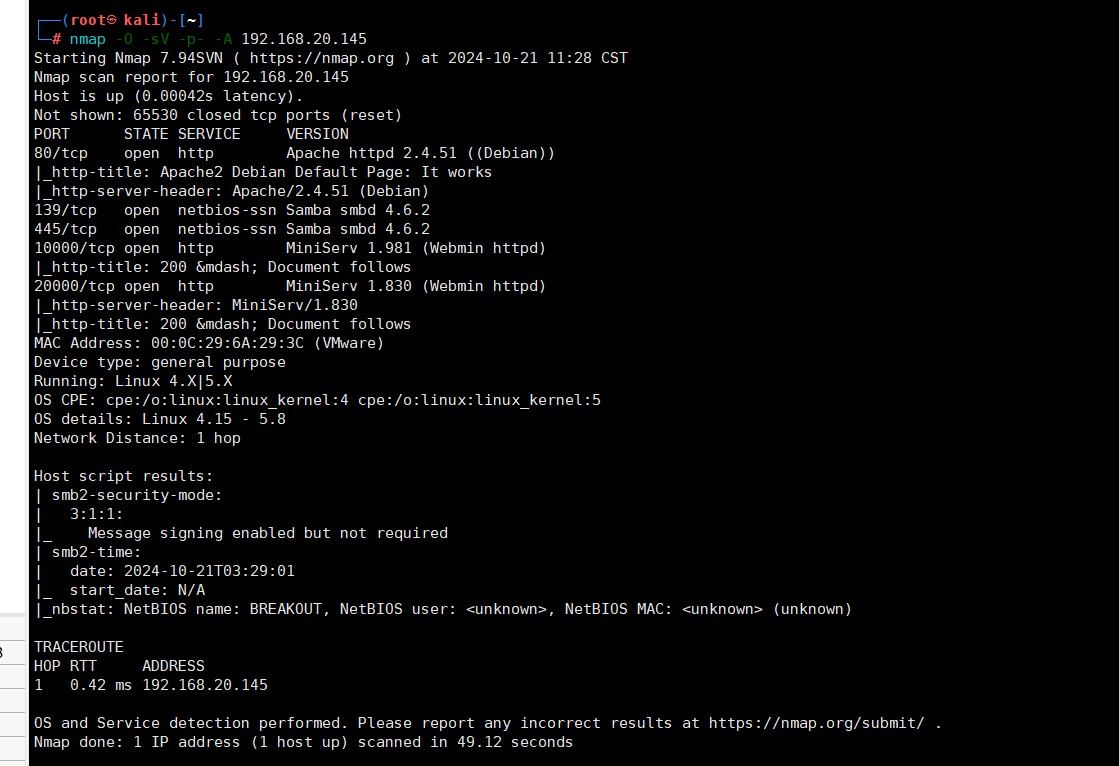 ┌──(root㉿kali)-[~]
└─# nmap -O -sV -p- -A 192.168.20.145
Starting Nmap 7.94SVN ( https://nmap.org ) at 2024-10-21 11:28 CST
Nmap scan report for 192.168.20.145
Host is up (0.00042s latency).
Not shown: 65530 closed tcp ports (reset)
PORT      STATE SERVICE     VERSION
80/tcp    open  http        Apache httpd 2.4.51 ((Debian))
|_http-title: Apache2 Debian Default Page: It works
|_http-server-header: Apache/2.4.51 (Debian)
139/tcp   open  netbios-ssn Samba smbd 4.6.2
445/tcp   open  netbios-ssn Samba smbd 4.6.2
10000/tcp open  http        MiniServ 1.981 (Webmin httpd)
|_http-title: 200 &mdash; Document follows
20000/tcp open  http        MiniServ 1.830 (Webmin httpd)
|_http-server-header: MiniServ/1.830
|_http-title: 200 &mdash; Document follows
MAC Address: 00:0C:29:6A:29:3C (VMware)
Device type: general purpose
Running: Linux 4.X|5.X
OS CPE: cpe:/o:linux:linux_kernel:4 cpe:/o:linux:linux_kernel:5
OS details: Linux 4.15 - 5.8
Network Distance: 1 hop

Host script results:
| smb2-security-mode:
|   3:1:1:
|_    Message signing enabled but not required
| smb2-time:
|   date: 2024-10-21T03:29:01
|_  start_date: N/A
|_nbstat: NetBIOS name: BREAKOUT, NetBIOS user: <unknown>, NetBIOS MAC: <unknown> (unknown)

TRACEROUTE
HOP RTT     ADDRESS
1   0.42 ms 192.168.20.145

OS and Service detection performed. Please report any incorrect results at https://nmap.org/submit/ .
Nmap done: 1 IP address (1 host up) scanned in 49.12 seconds